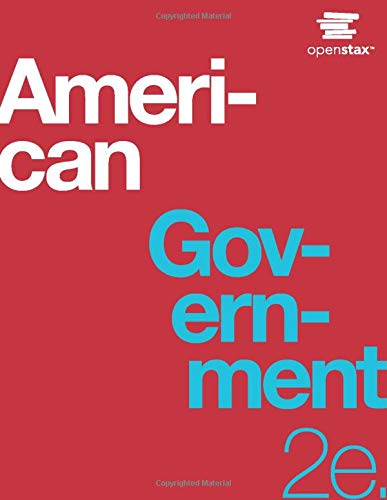 Copyrighted Material
openstax™
Ameri-
can
Gov-
ern-
ment
2e.
Copyrighted Material